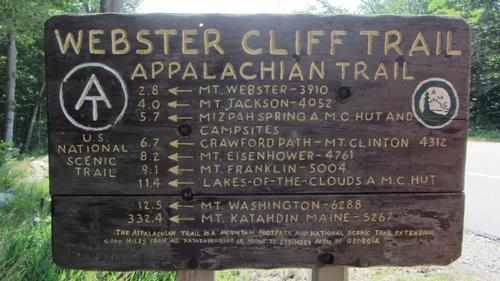 WEBSTER CLIFF TRAIL
APPALACHIAN TRAIL
2.8 ← MT. WEBSTER-3910
4.0 ← MT. JACKSON-4052
5.7 ← MIZPAH SPRING A.M.C. HUT AND
CAMPSITES
6.7 ← CRAWFORD PATH-MT. CLINTON 4312
8.2 ← MT. EISENHOWER-4761
9.1 ← MT. FRANKLIN-5004
11.4 ← LAKES-OF-THE-CLOUDS A.M.C. HUT
12.5 ← MT. WASHINGTON-6288
332.4 ← MT. KATAHDIN MAINE-5267
THE APPALACHIAN TRAIL IS A MOUNTAIN FOOTPATH AND NATIONAL SCENIC TRAIL EXTENDING
2000 MILES FROM MT. KATAHDIN IN MAINE TO SPRINGER MTN. IN GEORGIA
AT
U.S.
NATIONAL
SCENIC
TRAIL
AMC